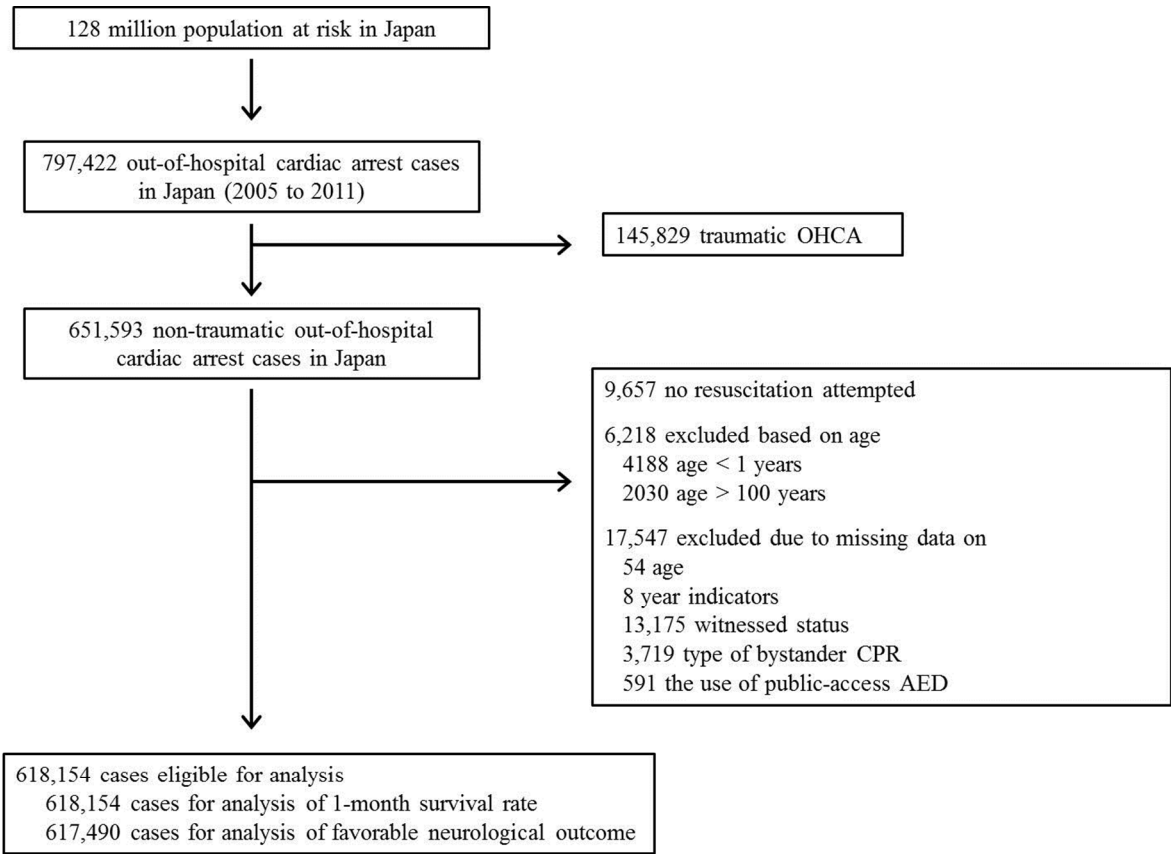 128 million population at risk in Japan
797,422 out-of-hospital cardiac arrest cases
in Japan (2005 to 2011)
145,829 traumatic OHCA
651,593 non-traumatic out-of-hospital
cardiac arrest cases in Japan
9,657 no resuscitation attempted
6,218 excluded based on age
4188 age < 1 years
2030 age > 100 years
17,547 excluded due to missing data on
54 age
8 year indicators
13,175 witnessed status
3,719 type of bystander CPR
591 the use of public-access AED
618,154 cases eligible for analysis
618,154 cases for analysis of 1-month survival rate
617,490 cases for analysis of favorable neurological outcome